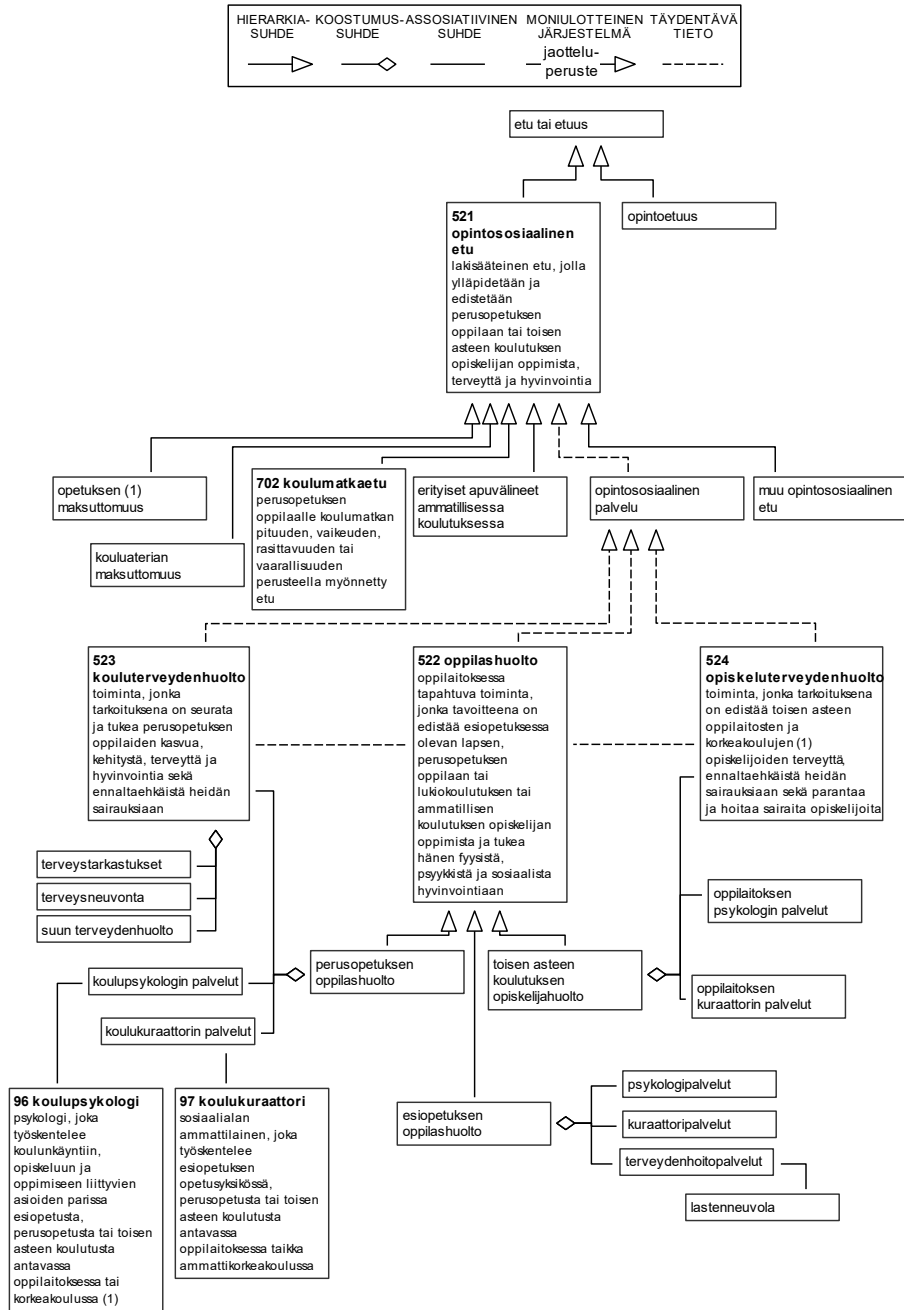 HIERARKIA-
SUHDE
KOOSTUMUS-
SUHDE
ASSOSIATIIVINEN
SUHDE
MONIULOTTEINEN
JÄRJESTELMÄ
jaottelu-
peruste
TÄYDENTÄVÄ
TIETO
etu tai etuus
521
opintososiaalinen
etu
lakisääteinen etu, jolla
ylläpidetään ja
edistetään
perusopetuksen
oppilaan tai toisen
asteen koulutuksen
opiskelijan oppimista,
terveyttä ja hyvinvointia
opintoetuus
opetuksen (1)
maksuttomuus
kouluaterian
maksuttomuus
702 koulumatkaetu
perusopetuksen
oppilaalle koulumatkan
pituuden, vaikeuden,
rasittavuuden tai
vaarallisuuden
perusteella myönnetty
etu
erityiset apuvälineet
ammatillisessa
koulutuksessa
opintososiaalinen
palvelu
muu opintososiaalinen
etu
523
kouluterveydenhuolto
toiminta, jonka
tarkoituksena on seurata
ja tukea perusopetuksen
oppilaiden kasvua,
kehitystä, terveyttä ja
hyvinvointia sekä
ennaltaehkäistä heidän
sairauksiaan
522 oppilashuolto
oppilaitoksessa
tapahtuva toiminta,
jonka tavoitteena on
edistää esiopetuksessa
olevan lapsen,
perusopetuksen
oppilaan tai
lukiokoulutuksen tai
ammatillisen
koulutuksen opiskelijan
oppimista ja tukea
hänen fyysistä,
psyykkistä ja sosiaalista
hyvinvointiaan
524
opiskeluterveydenhuolto
toiminta, jonka tarkoituksena
on edistää toisen asteen
oppilaitosten ja
korkeakoulujen (1)
opiskelijoiden terveyttä,
ennaltaehkäistä heidän
sairauksiaan sekä parantaa
ja hoitaa sairaita opiskelijoita
terveystarkastukset
terveysneuvonta
suun terveydenhuolto
koulupsykologin palvelut
koulukuraattorin palvelut
perusopetuksen
oppilashuolto
toisen asteen
koulutuksen
opiskelijahuolto
oppilaitoksen
psykologin palvelut
oppilaitoksen
kuraattorin palvelut
96 koulupsykologi
psykologi, joka
työskentelee
koulunkäyntiin,
opiskeluun ja
oppimiseen liittyvien
asioiden parissa
esiopetusta,
perusopetusta tai toisen
asteen koulutusta
antavassa
oppilaitoksessa tai
korkeakoulussa (1)
97 koulukuraattori
sosiaalialan
ammattilainen, joka
työskentelee
esiopetuksen
opetusyksikössä,
perusopetusta tai toisen
asteen koulutusta
antavassa
oppilaitoksessa taikka
ammattikorkeakoulussa
esiopetuksen
oppilashuolto
psykologipalvelut
kuraattoripalvelut
terveydenhoitopalvelut
lastenneuvola